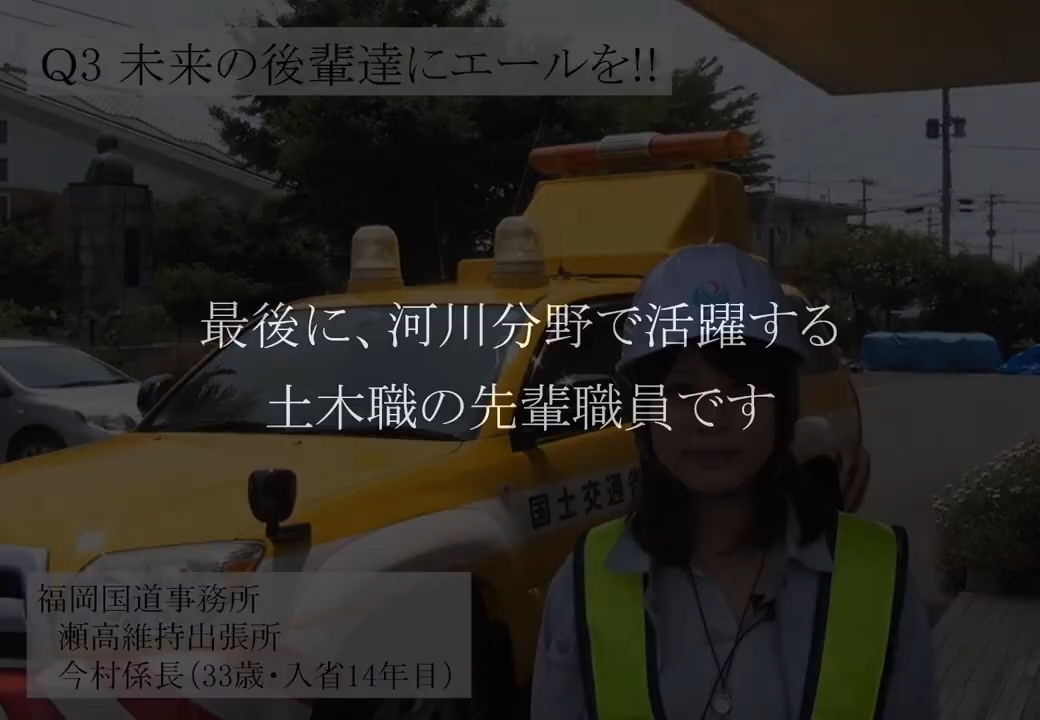 Q3 未来の後輩達にエールを!!
最後に、河川分野で活躍する
土木職の先輩職員です
国土交通省
福岡国道事務所
瀬高維持出張所
今村係長（33歳・入省14年目）